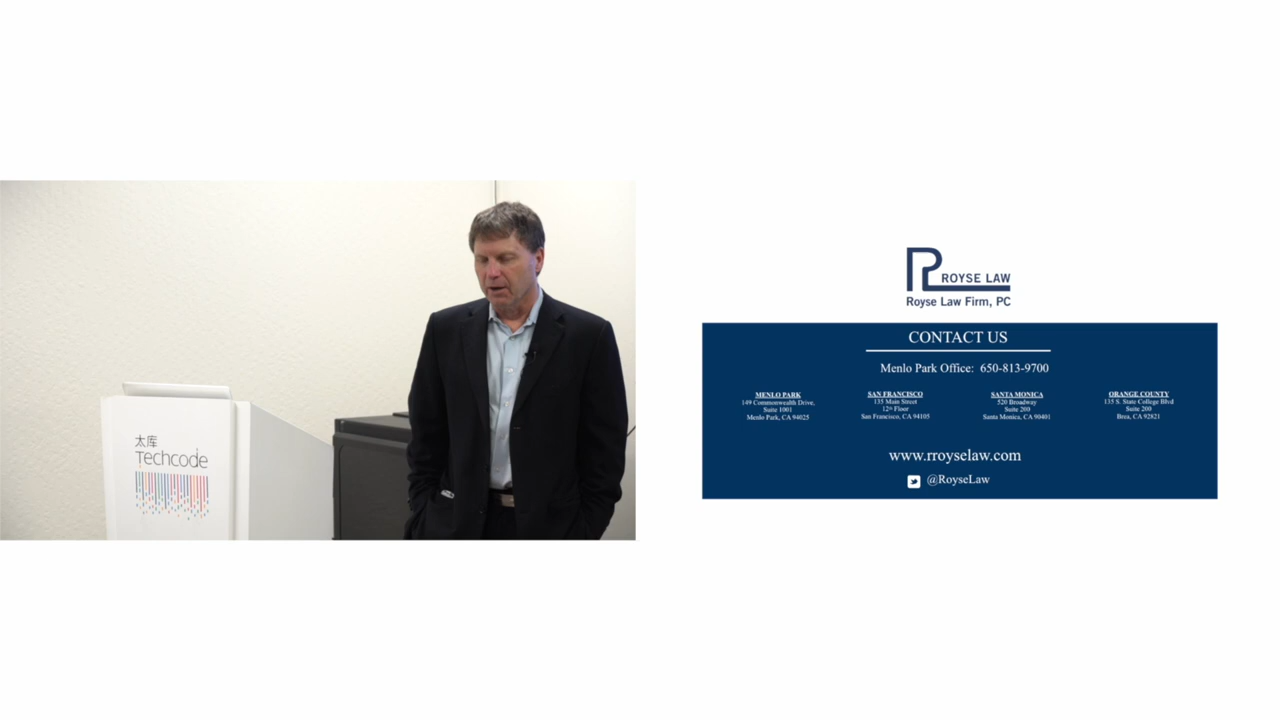 太库
Techcode
ROYSE LAW
Royse Law Firm, PC
CONTACT US
Menlo Park Office: 650-813-9700
MENLO PARK
149 Commonwealth Drive,
Suite 1001
Menlo Park, CA 94025
SAN FRANCISCO
135 Main Street
12th Floor
San Francisco, CA 94105
SANTA MONICA
520 Broadway
Suite 200
Santa Monica, CA 90401
ORANGE COUNTY
135 S. State College Blvd
Suite 200
Brea, CA 92821
www.rroyselaw.com
@RoyseLaw